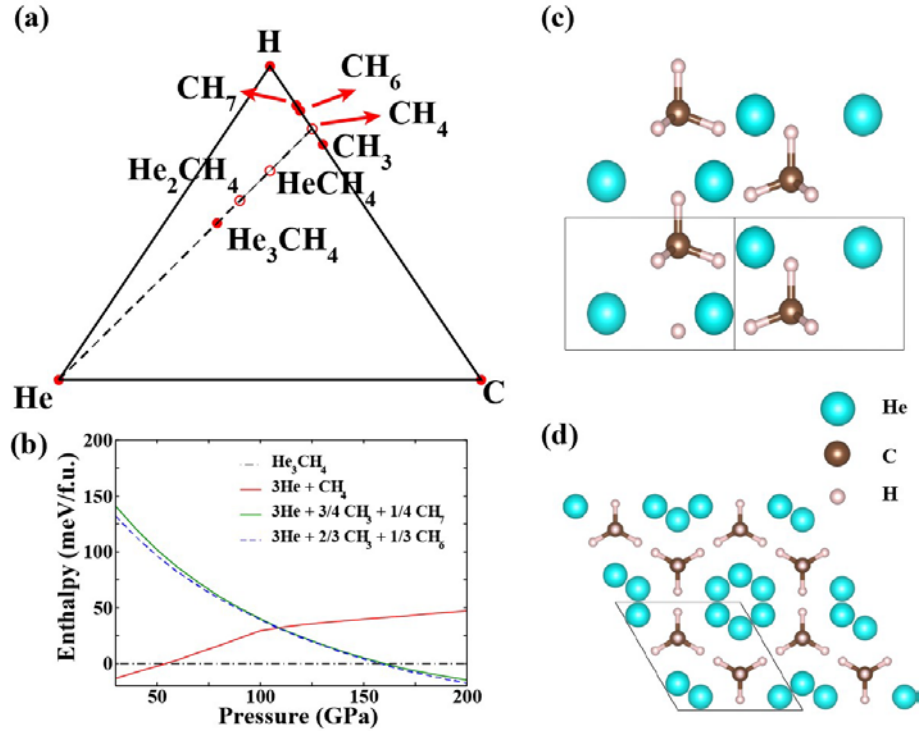 (a)
H
CH₇
CH₆
CH₄
CH₃
He₂CH₄
HeCH₄
He₃CH₄
He
C
(b)
200
150
100
50
0
Enthalpy (meV/f.u.)
He₃CH₄
3He + CH₄
3He + 3/4 CH₃ + 1/4 CH₇
3He + 2/3 CH₃ + 1/3 CH₆
50
100
150
200
Pressure (GPa)
(c)
He
C
H
(d)